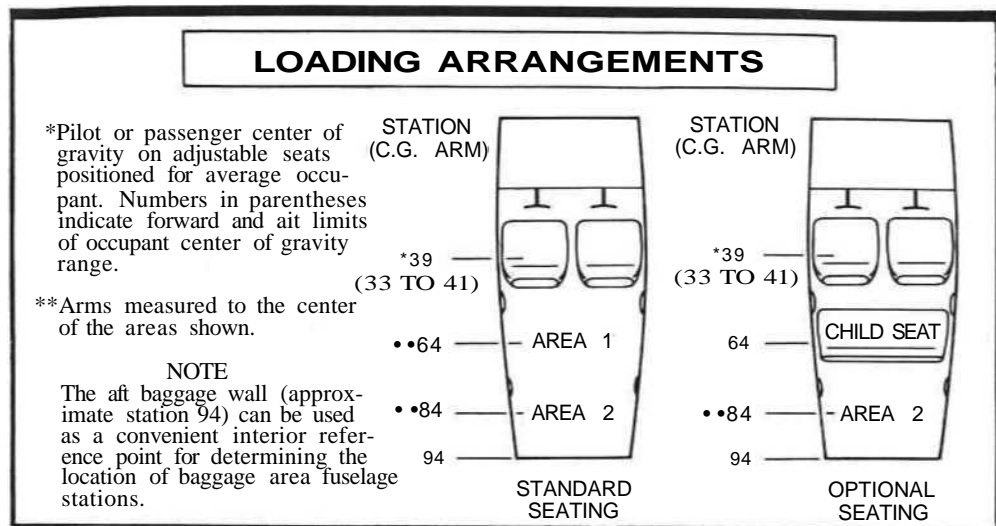 LOADING ARRANGEMENTS
*Pilot or passenger center of
gravity on adjustable seats
positioned for average occu-
pant. Numbers in parentheses
indicate forward and ait limits
of occupant center of gravity
range.
**Arms measured to the center
of the areas shown.
NOTE
The aft baggage wall (approx-
imate station 94) can be used
as a convenient interior refer-
ence point for determining the
location of baggage area fuselage
stations.
STATION
(C.G. ARM)
*39
(33 TO 41)
••64
AREA 1
••84
AREA 2
94
STANDARD
SEATING
STATION
(C.G. ARM)
*39
(33 TO 41)
64
CHILD SEAT
••84
AREA 2
94
OPTIONAL
SEATING